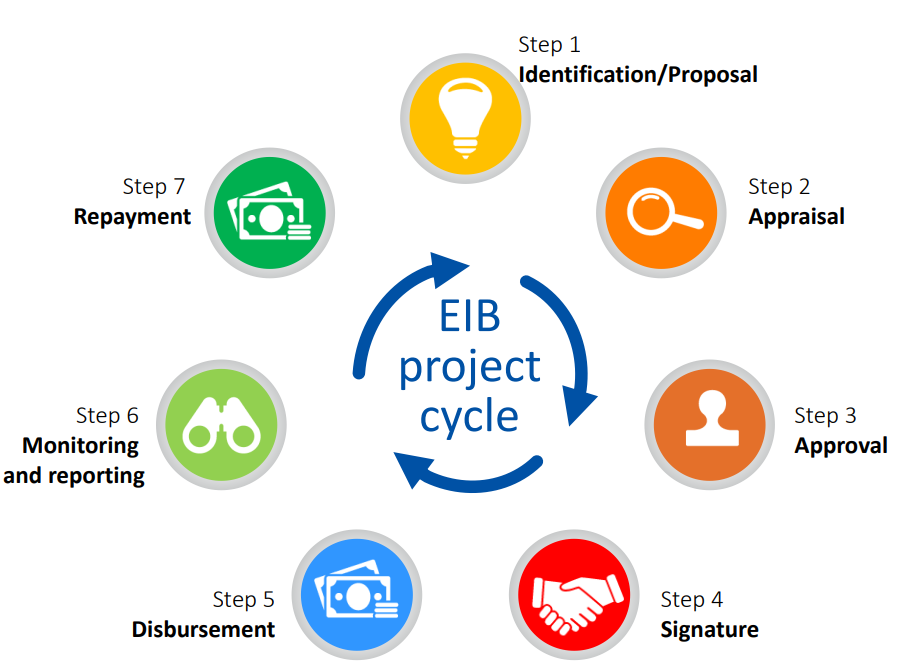 Step 1
Identification/Proposal
Step 2
Appraisal
Step 3
Approval
Step 4
Signature
Step 5
Disbursement
Step 6
Monitoring
and reporting
Step 7
Repayment
EIB
project
cycle